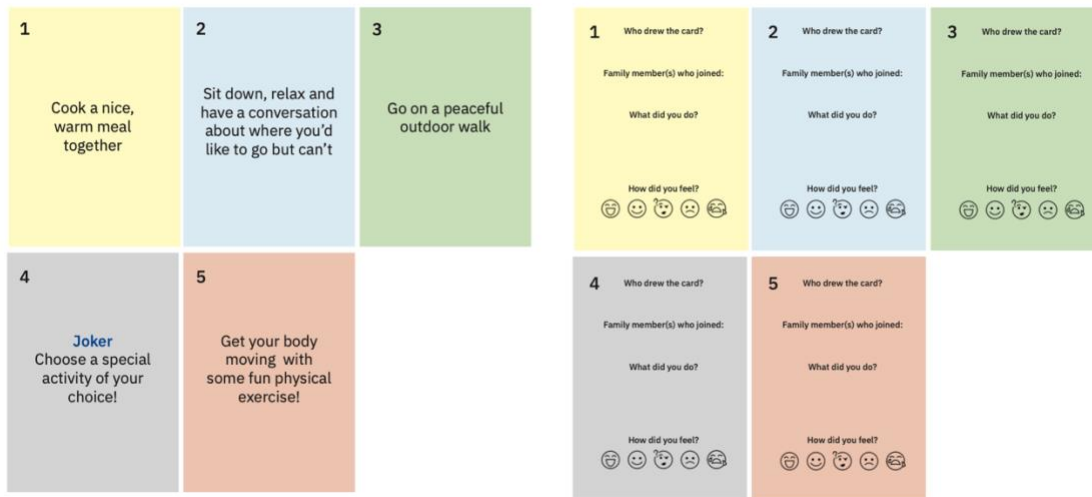 1
Cook a nice,
warm meal
together
2
Sit down, relax and
have a conversation
about where you’d
like to go but can’t
3
Go on a peaceful
outdoor walk
4
Joker
Choose a special
activity of your
choice!
5
Get your body
moving with
some fun physical
exercise!
1
Who drew the card?
Family member(s) who joined:
What did you do?
How did you feel?
2
Who drew the card?
Family member(s) who joined:
What did you do?
How did you feel?
3
Who drew the card?
Family member(s) who joined:
What did you do?
How did you feel?
4
Who drew the card?
Family member(s) who joined:
What did you do?
How did you feel?
5
Who drew the card?
Family member(s) who joined:
What did you do?
How did you feel?